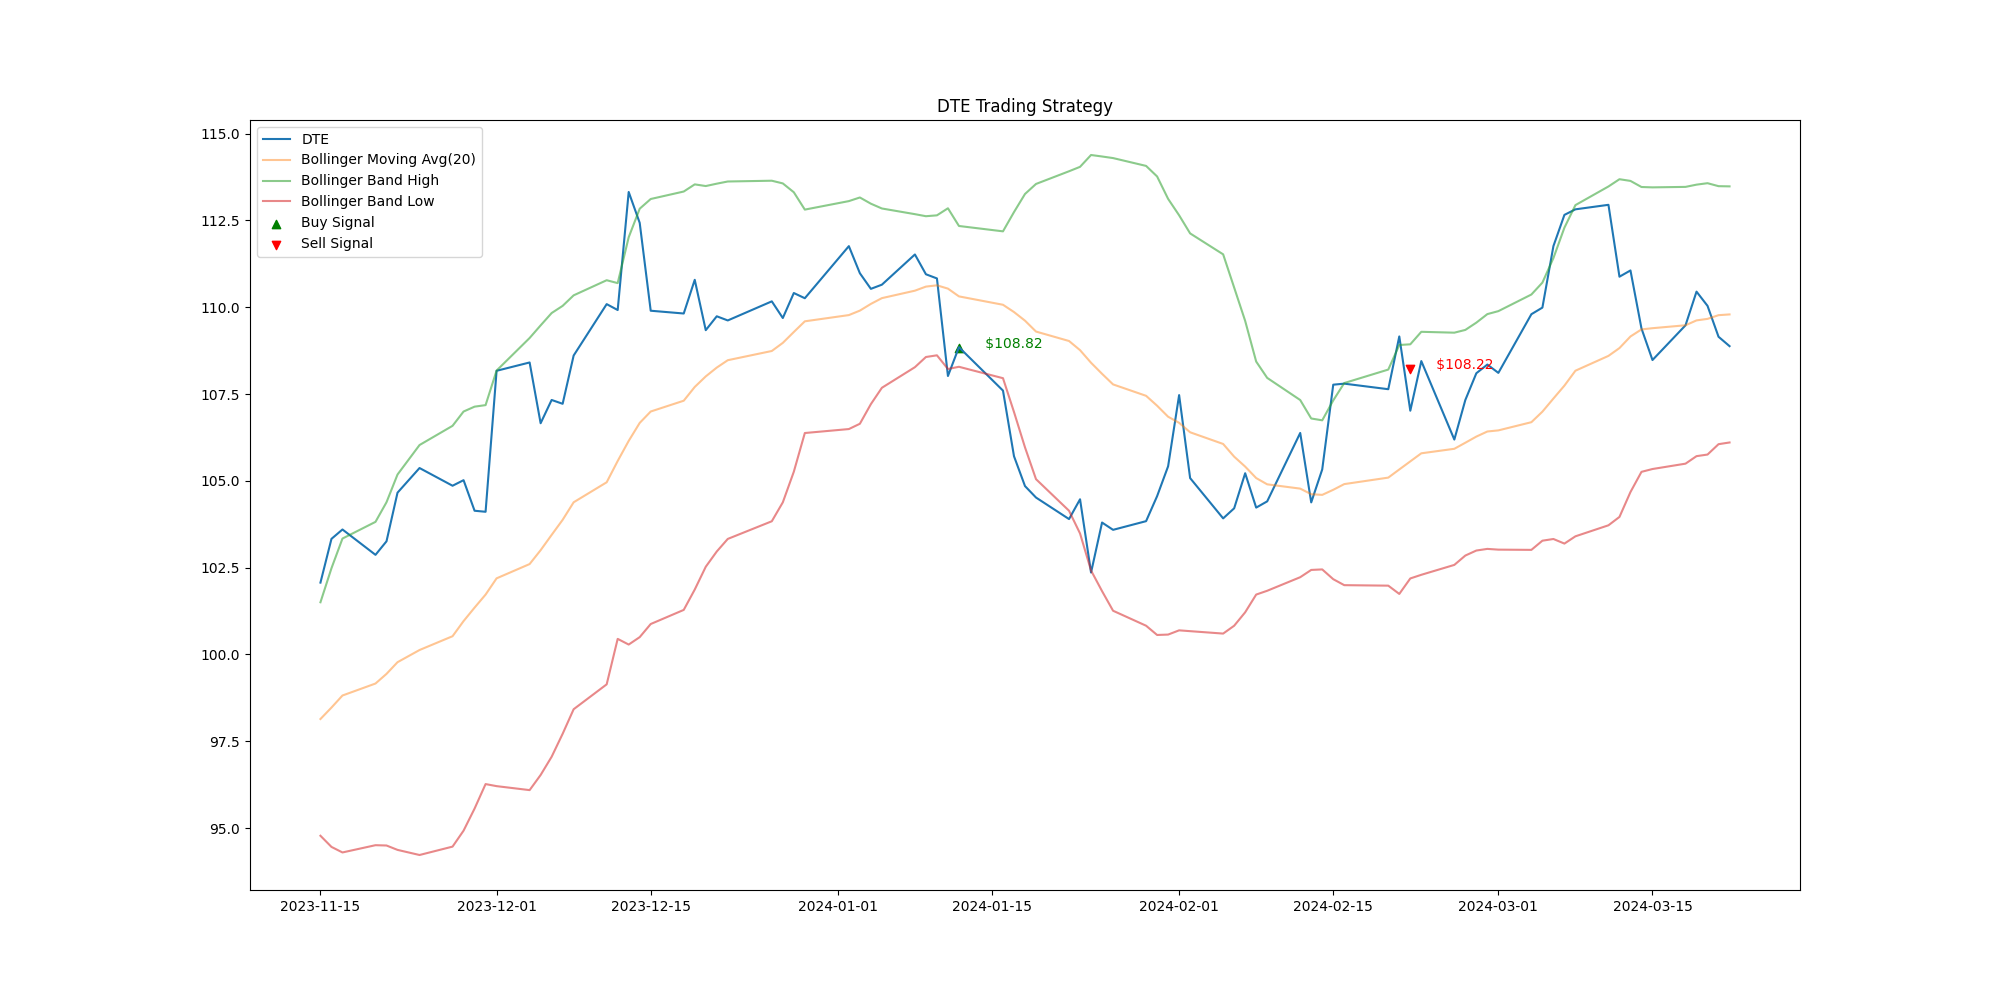 DTE Trading Strategy
115.0
112.5
110.0
107.5
105.0
102.5
100.0
97.5
95.0
DTE
Bollinger Moving Avg(20)
Bollinger Band High
Bollinger Band Low
Buy Signal
Sell Signal
$108.82
$108.22
2023-11-15 2023-12-01 2023-12-15 2024-01-01 2024-01-15 2024-02-01 2024-02-15 2024-03-01 2024-03-15